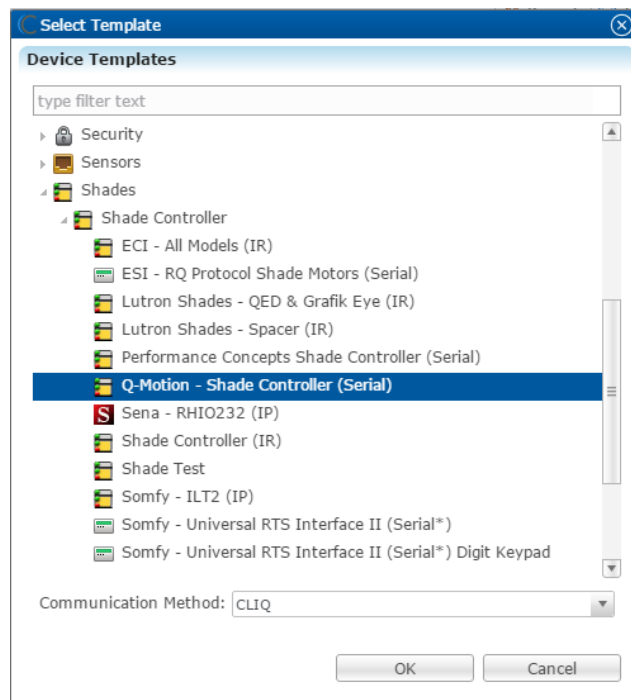 Select Template
Device Templates
type filter text
Security
Sensors
Shades
Shade Controller
ECI - All Models (IR)
ESI - RQ Protocol Shade Motors (Serial)
Lutron Shades - QED & Grafik Eye (IR)
Lutron Shades - Spacer (IR)
Performance Concepts Shade Controller (Serial)
Q-Motion - Shade Controller (Serial)
S Sena - RHIO232 (IP)
Shade Controller (IR)
Shade Test
Somfy - ILT2 (IP)
Somfy - Universal RTS Interface II (Serial*)
Somfy - Universal RTS Interface II (Serial*) Digit Keypad
Communication Method: CLIQ
OK Cancel